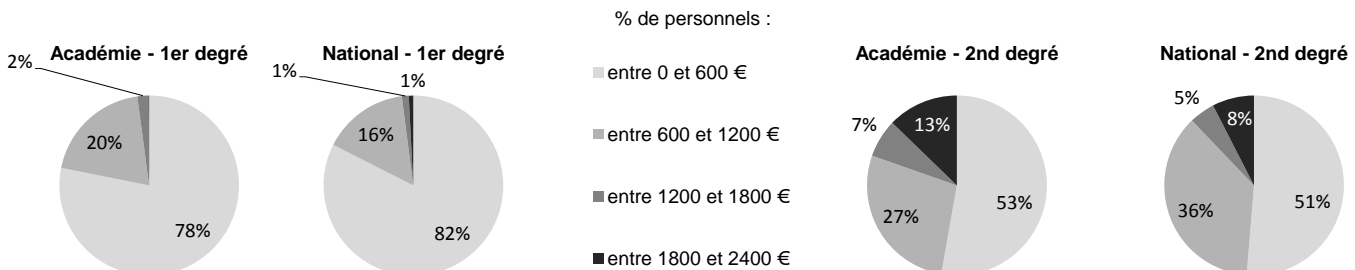 % de personnels :
Académie - 1er degré
2%
20%
78%
National - 1er degré
1%
1%
16%
82%
entre 0 et 600 €
entre 600 et 1200 €
entre 1200 et 1800 €
entre 1800 et 2400 €
Académie - 2nd degré
7%
13%
27%
53%
National - 2nd degré
5%
8%
36%
51%